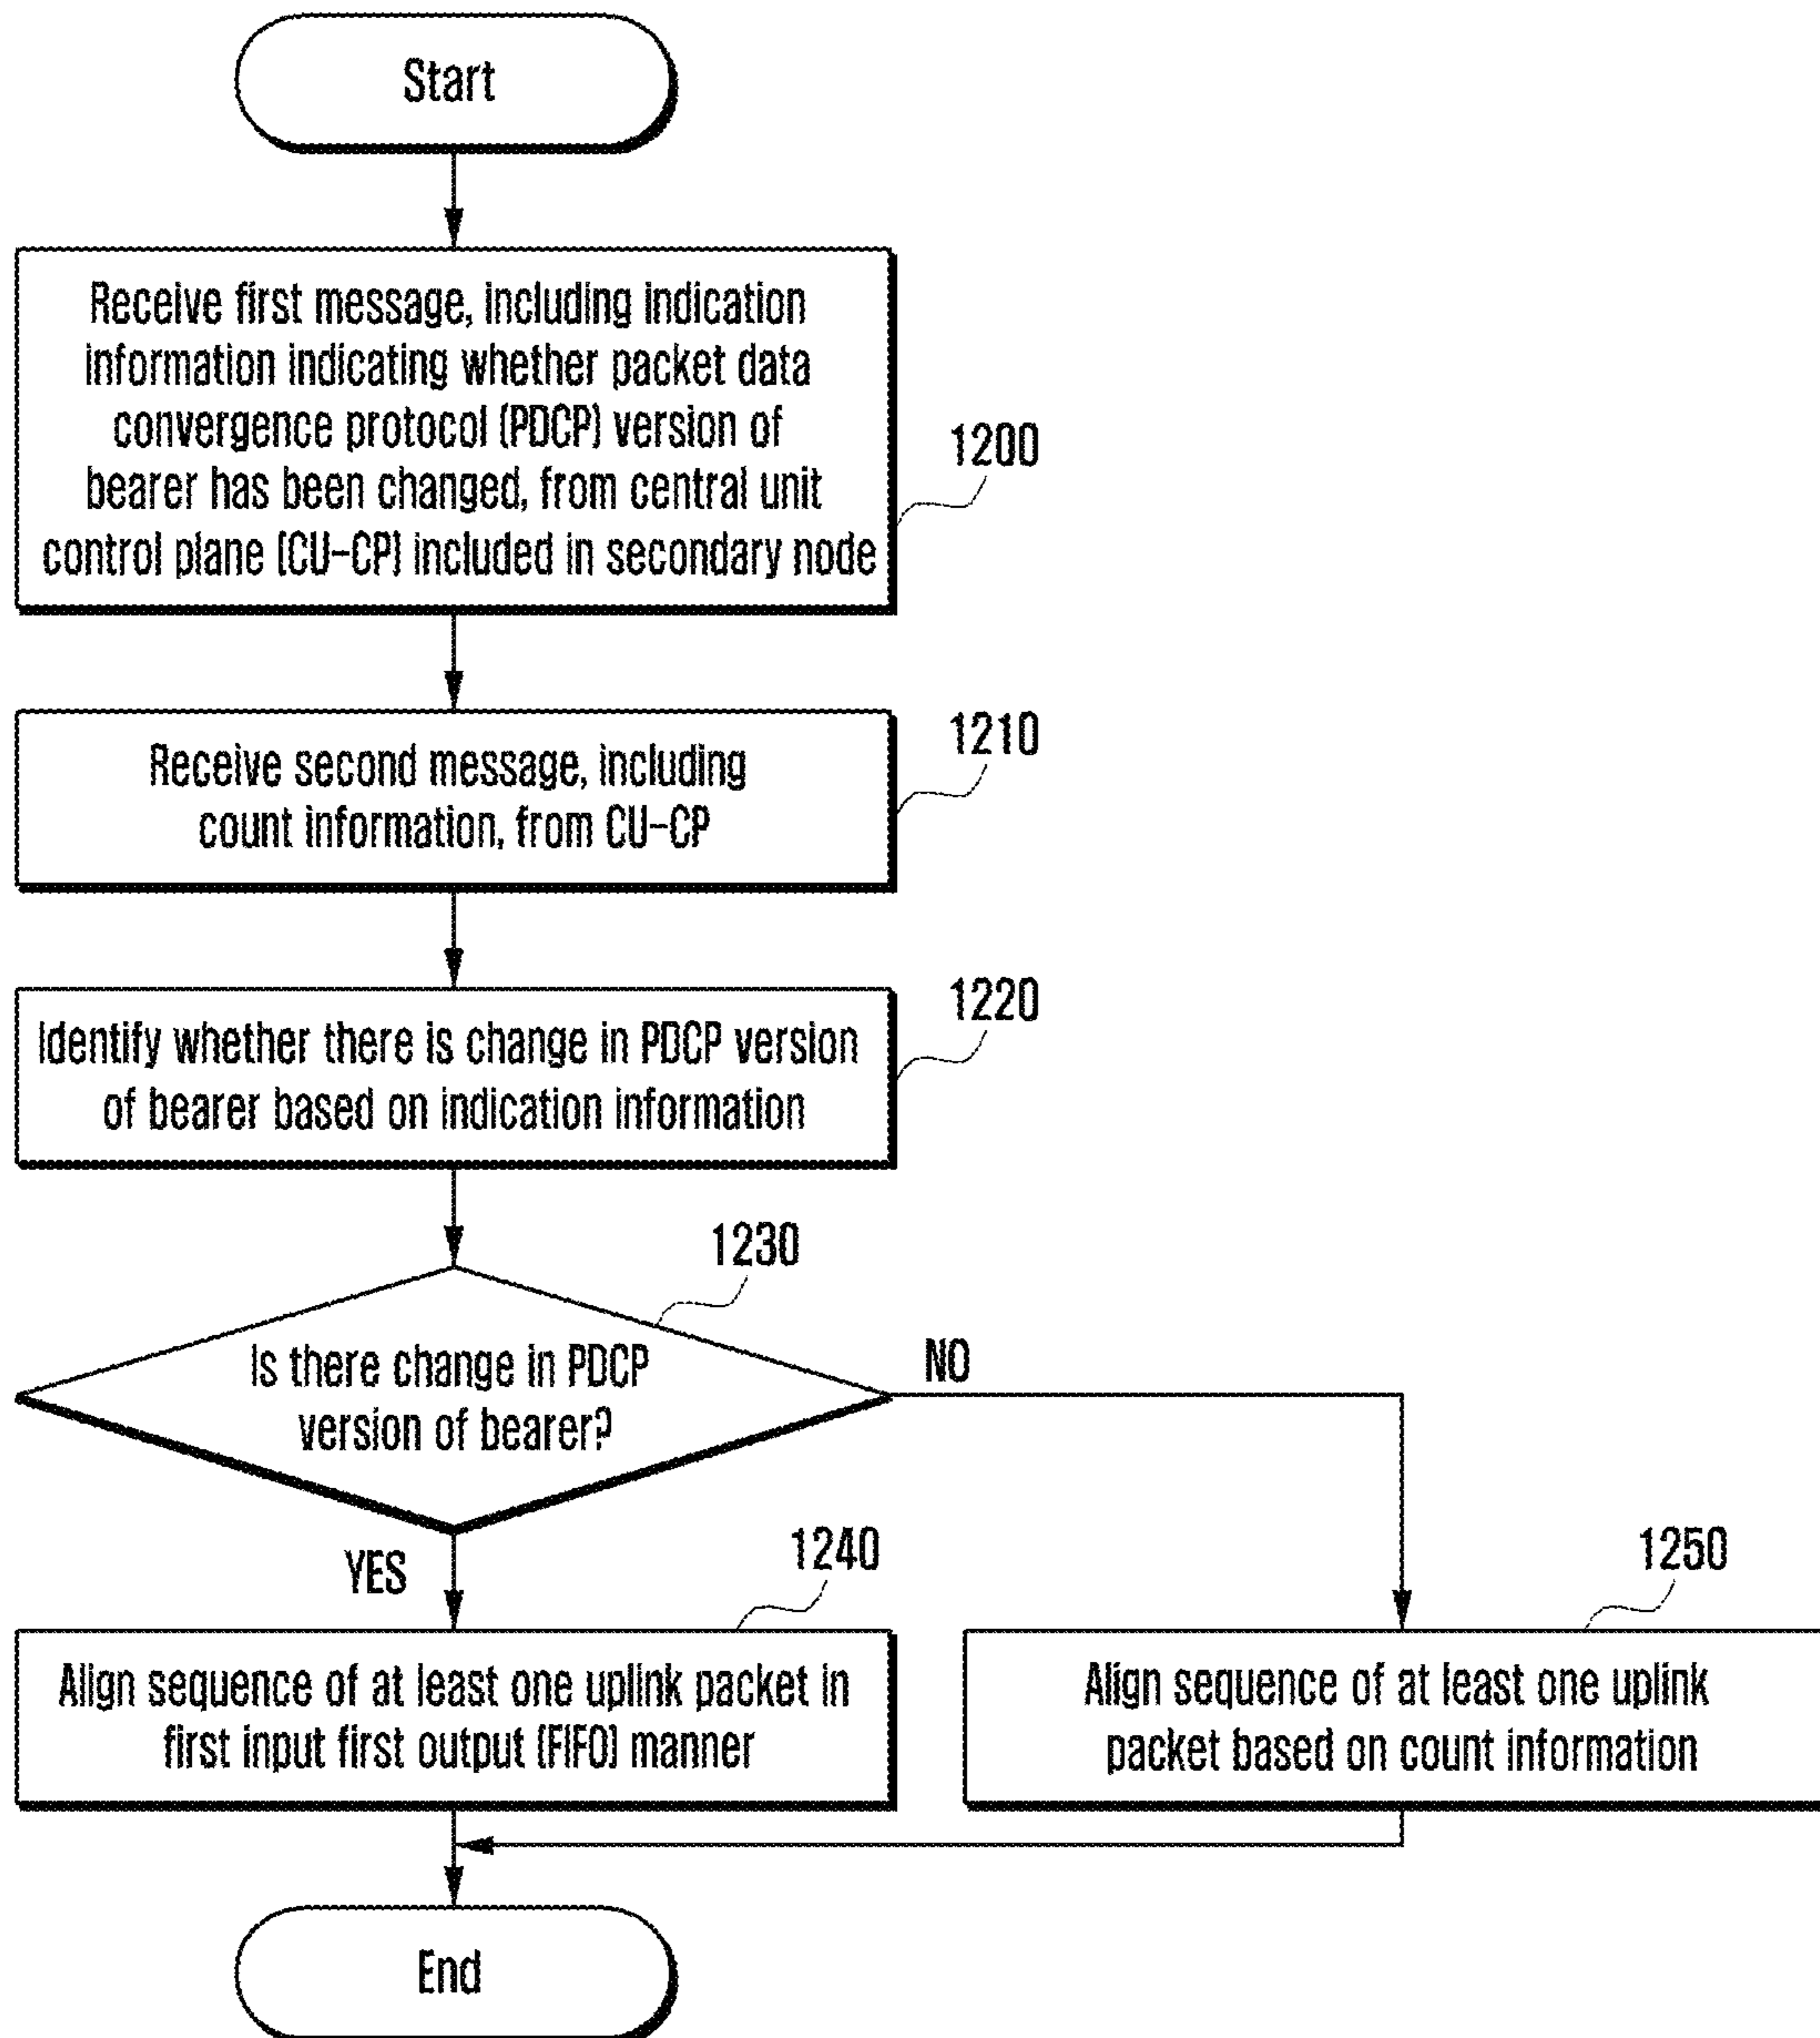 Start
Receive first message, including indication
information indicating whether packet data
convergence protocol (PDCP) version of
bearer has been changed, from central unit
control plane (CU-CP) included in secondary node
1200
Receive second message, including
count information, from CU-CP
1210
Identify whether there is change in PDCP version
of bearer based on indication information
1220
1230
Is there change in PDCP
version of bearer?
NO
YES
1240
Align sequence of at least one uplink packet in
first input first output (FIFO) manner
1250
Align sequence of at least one uplink
packet based on count information
End